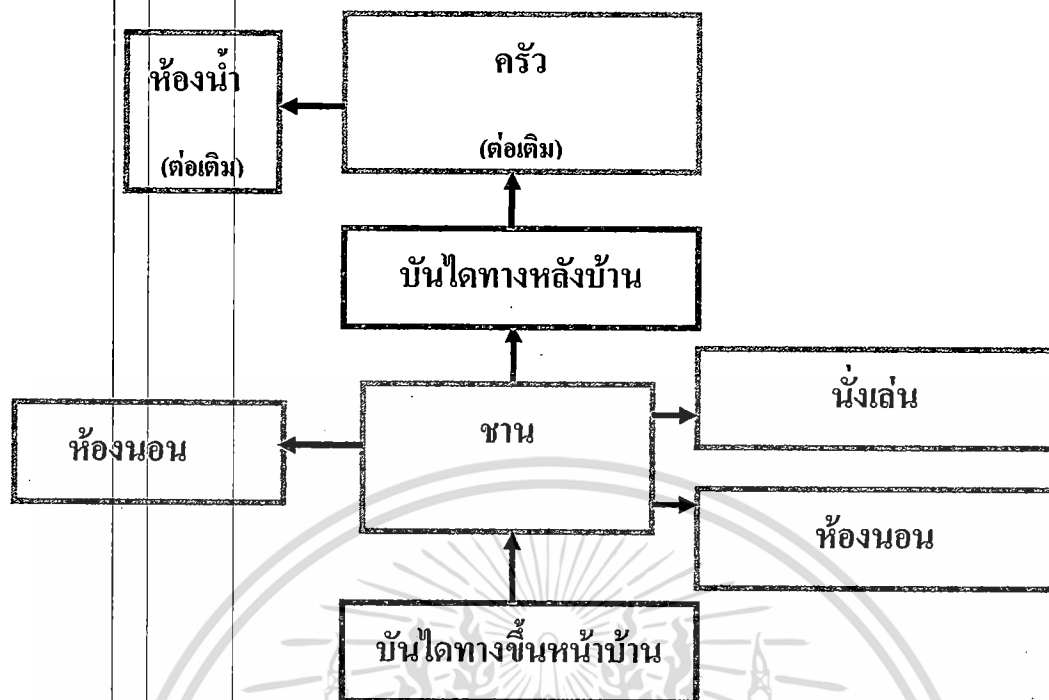 ห้องน้ำ
(ต่อเติม)
ครัว
(ต่อเติม)
บันไดทางหลังบ้าน
ห้องนอน
ชาน
นั่งเล่น
ห้องนอน
บันไดทางขึ้นหน้าบ้าน